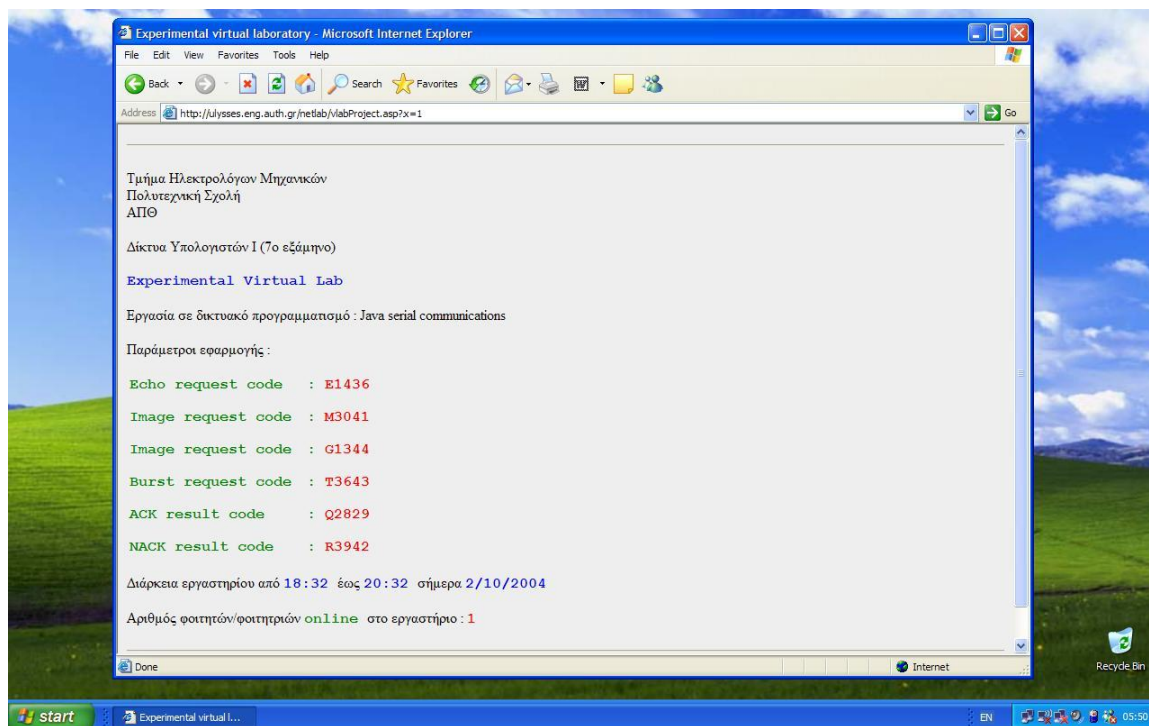 Experimental virtual laboratory - Microsoft Internet Explorer
File Edit View Favorites Tools Help
Back Search Favorites
Address http://ulysses.eng.auth.gr/netlab/vlabProject.asp?x=1 Go
Τμήμα Ηλεκτρολόγων Μηχανικών
Πολυτεχνική Σχολή
ΑΠΘ
Δίκτυα Υπολογιστών Ι (7ο εξάμηνο)
Experimental Virtual Lab
Εργασία σε δικτυακό προγραμματισμό : Java serial communications
Παράμετροι εφαρμογής :
Echo request code : E1436
Image request code : M3041
Image request code : G1344
Burst request code : T3643
ACK result code : Q2829
NACK result code : R3942
Διάρκεια εργαστηρίου από 18:32 έως 20:32 σήμερα 2/10/2004
Αριθμός φοιτητών/φοιτητριών online στο εργαστήριο : 1
Done Internet
Recycle Bin
start Experimental virtual l... EN 05:50